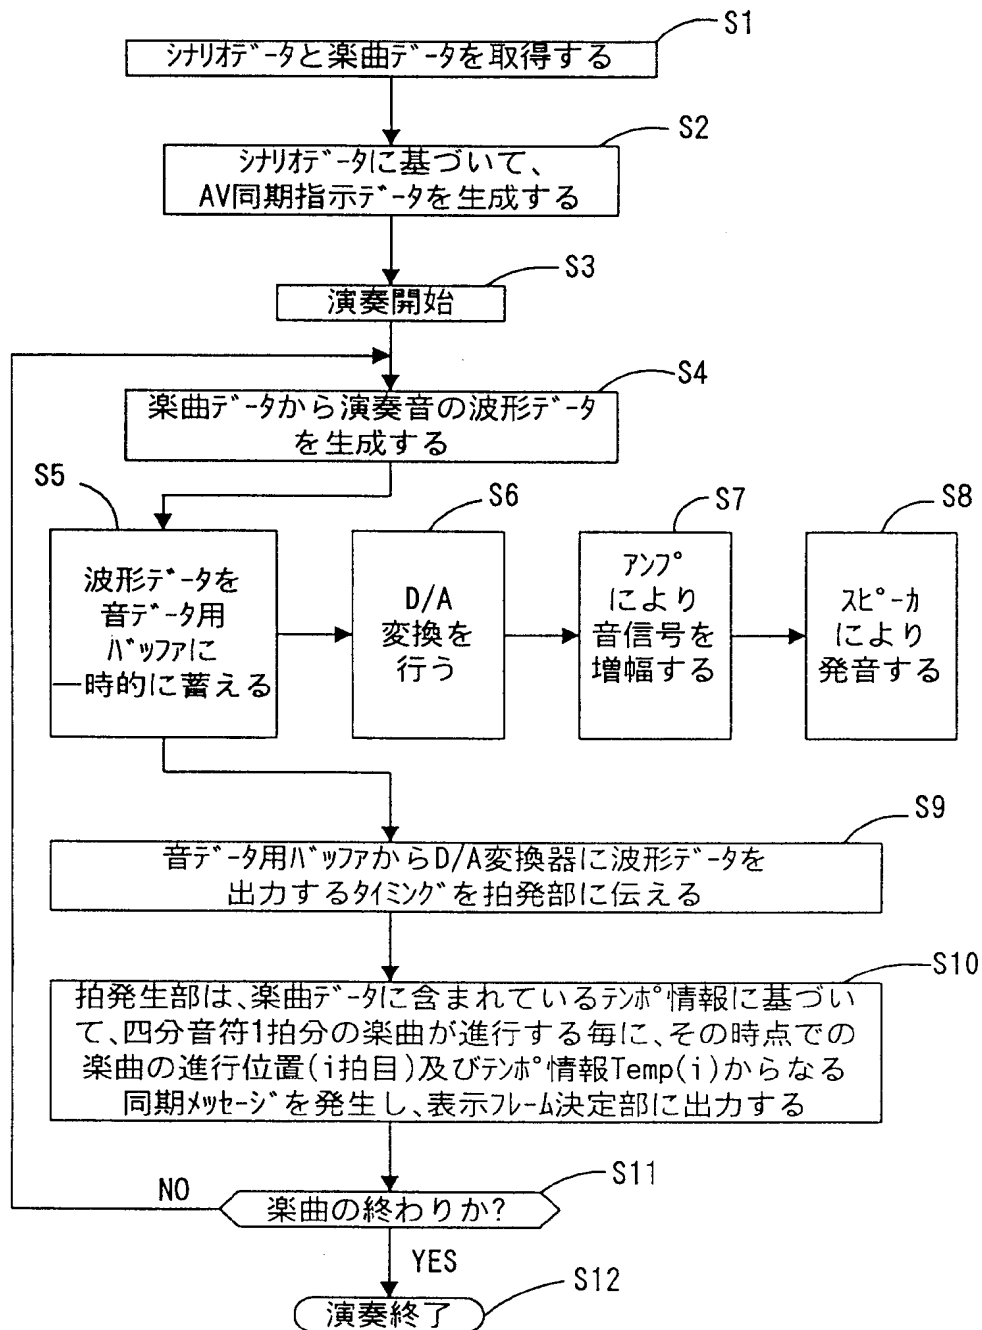 S1
ｼﾅﾘｵﾃﾞｰﾀと楽曲ﾃﾞｰﾀを取得する
S2
ｼﾅﾘｵﾃﾞｰﾀに基づいて、
AV同期指示ﾃﾞｰﾀを生成する
S3
演奏開始
S4
楽曲ﾃﾞｰﾀから演奏音の波形ﾃﾞｰﾀ
を生成する
S5
波形ﾃﾞｰﾀを
音ﾃﾞｰﾀ用
ﾊﾞｯﾌｧに
一時的に蓄える
S6
D/A
変換を
行う
S7
ｱﾝﾌﾟ
により
音信号を
増幅する
S8
ｽﾋﾟｰｶ
により
発音する
S9
音ﾃﾞｰﾀ用ﾊﾞｯﾌｧからD/A変換器に波形ﾃﾞｰﾀを
出力するﾀｲﾐﾝｸﾞを拍発部に伝える
S10
拍発生部は、楽曲ﾃﾞｰﾀに含まれているﾃﾝﾎﾟ情報に基づい
て、四分音符1拍分の楽曲が進行する毎に、その時点での
楽曲の進行位置(i拍目)及びﾃﾝﾎﾟ情報Temp(i)からなる
同期ﾒｯｾｰｼﾞを発生し、表示ﾌﾚｰﾑ決定部に出力する
S11
NO
楽曲の終わりか?
YES
S12
演奏終了